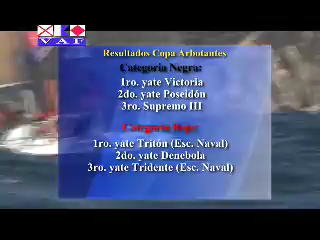 VAF
Resultados Copa Arbotantes
Categoría Negra:
1ro. yate Victoria
2do. yate Poseidón
3ro. Supremo III
Categoría Roja:
1ro. yate Tritón (Esc. Naval)
2do. yate Denebola
3ro. yate Tridente (Esc. Naval)